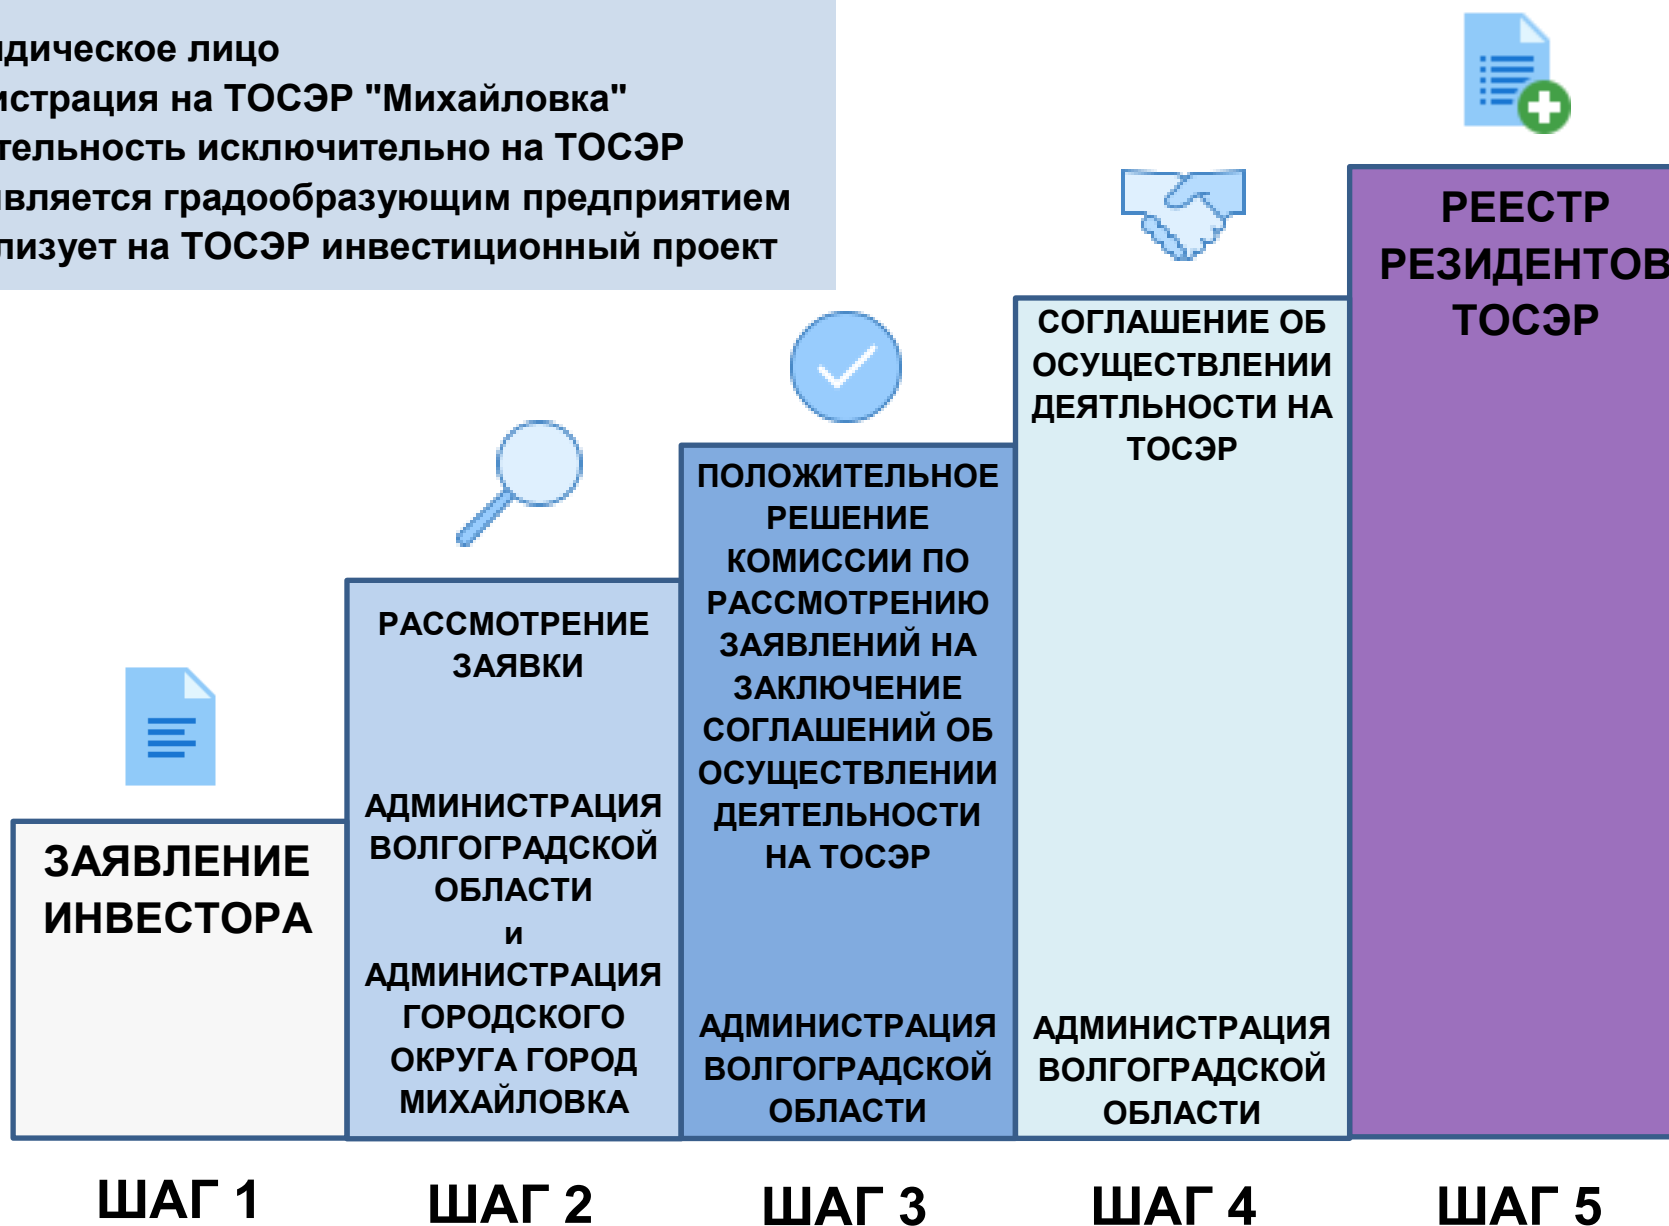 дическое лицо
истрация на ТОСЭР "Михайловка"
тельность исключительно на ТОСЭР
является градообразующим предприятием
лизует на ТОСЭР инвестиционный проект
РЕЕСТР
РЕЗИДЕНТОВ
ТОСЭР
СОГЛАШЕНИЕ ОБ
ОСУЩЕСТВЛЕНИИ
ДЕЯТЛЬНОСТИ НА
ТОСЭР
АДМИНИСТРАЦИЯ
ВОЛГОГРАДСКОЙ
ОБЛАСТИ
ПОЛОЖИТЕЛЬНОЕ
РЕШЕНИЕ
КОМИССИИ ПО
РАССМОТРЕНИЮ
ЗАЯВЛЕНИЙ НА
ЗАКЛЮЧЕНИЕ
СОГЛАШЕНИЙ ОБ
ОСУЩЕСТВЛЕНИИ
ДЕЯТЕЛЬНОСТИ
НА ТОСЭР
АДМИНИСТРАЦИЯ
ВОЛГОГРАДСКОЙ
ОБЛАСТИ
РАССМОТРЕНИЕ
ЗАЯВКИ
АДМИНИСТРАЦИЯ
ВОЛГОГРАДСКОЙ
ОБЛАСТИ
и
АДМИНИСТРАЦИЯ
ГОРОДСКОГО
ОКРУГА ГОРОД
МИХАЙЛОВКА
ЗАЯВЛЕНИЕ
ИНВЕСТОРА
ШАГ 1
ШАГ 2
ШАГ 3
ШАГ 4
ШАГ 5